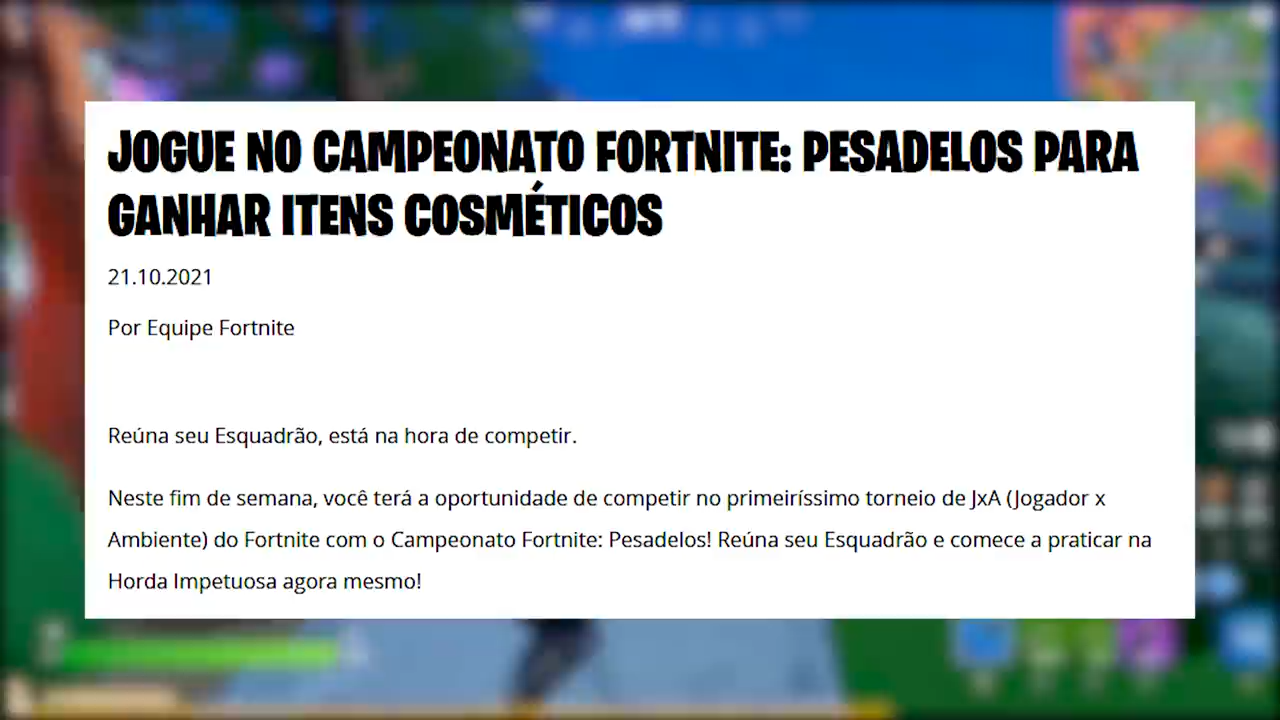 JOGUE NO CAMPEONATO FORTNITE: PESADELOS PARA
GANHAR ITENS COSMÉTICOS
21.10.2021
Por Equipe Fortnite
Reúna seu Esquadrão, está na hora de competir.
Neste fim de semana, você terá a oportunidade de competir no primeiríssimo torneio de JxA (Jogador x
Ambiente) do Fortnite com o Campeonato Fortnite: Pesadelos! Reúna seu Esquadrão e comece a praticar na
Horda Impetuosa agora mesmo!